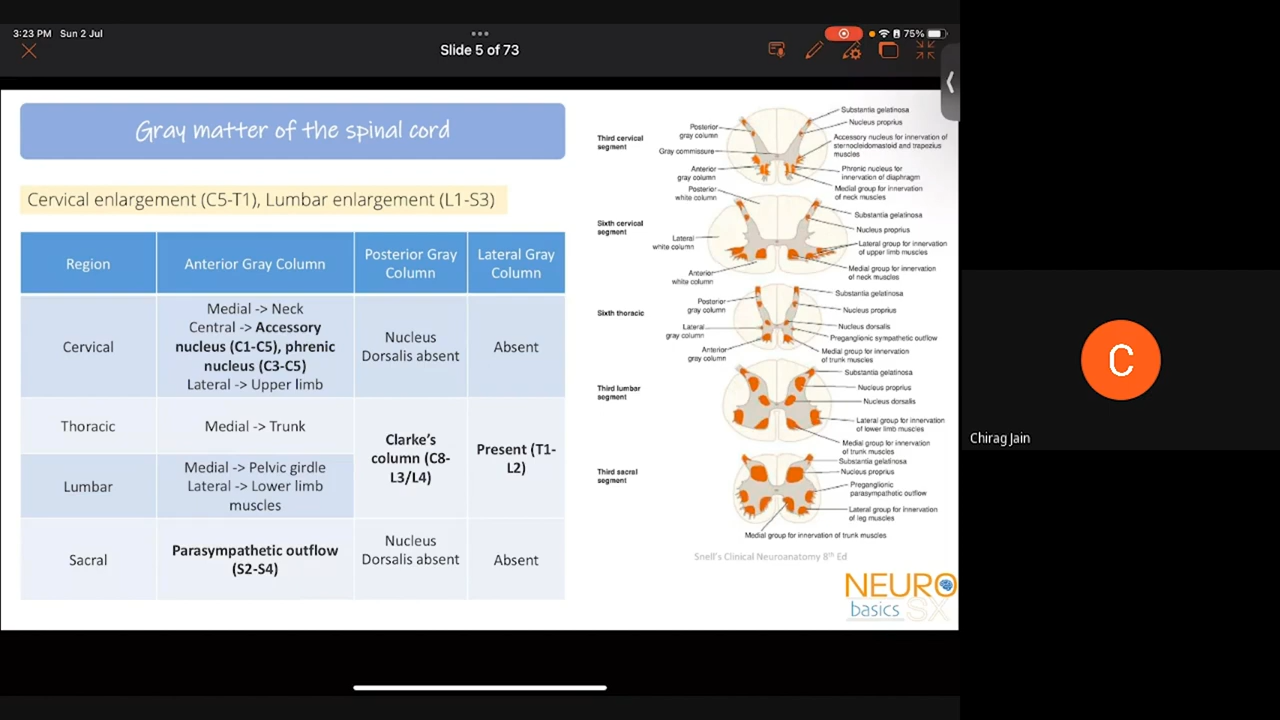 3:23 PM Sun 2 Jul
75%
Slide 5 of 73
Gray matter of the spinal cord
Cervical enlargement (C5-T1), Lumbar enlargement (L1-S3)
Region
Anterior Gray Column
Posterior Gray
Column
Lateral Gray
Column
Cervical
Medial -> Neck
Central -> Accessory
nucleus (C1-C5), phrenic
nucleus (C3-C5)
Lateral -> Upper limb
Nucleus
Dorsalis absent
Absent
Thoracic
Medial -> Trunk
Clarke's
column (C8-
L3/L4)
Present (T1-
L2)
Lumbar
Medial -> Pelvic girdle
Lateral -> Lower limb
muscles
Sacral
Parasympathetic outflow
(S2-S4)
Nucleus
Dorsalis absent
Absent
Third cervical
segment
Posterior
gray column
Gray commissure
Anterior
gray column
Substantia gelatinosa
Nucleus proprius
Accessory nucleus for innervation of
sternocleidomastoid and trapezius
muscles
Phrenic nucleus for
innervation of diaphragm
Medial group for innervation
of neck muscles
Sixth cervical
segment
Posterior
white column
Lateral
white column
Anterior
white column
Substantia gelatinosa
Nucleus proprius
Lateral group for innervation
of upper limb muscles
Medial group for innervation
of neck muscles
Sixth thoracic
Posterior
gray column
Lateral
gray column
Anterior
gray column
Substantia gelatinosa
Nucleus proprius
Nucleus dorsalis
Preganglionic sympathetic outflow
Medial group for innervation
of trunk muscles
Third lumbar
segment
Substantia gelatinosa
Nucleus proprius
Nucleus dorsalis
Lateral group for innervation
of lower limb muscles
Medial group for innervation
of trunk muscles
Third sacral
segment
Substantia gelatinosa
Nucleus proprius
Preganglionic
parasympathetic outflow
Lateral group for innervation
of leg muscles
Medial group for innervation of trunk muscles
Snell's Clinical Neuroanatomy 8th Ed
NEURO
basics SX
C
Chirag Jain